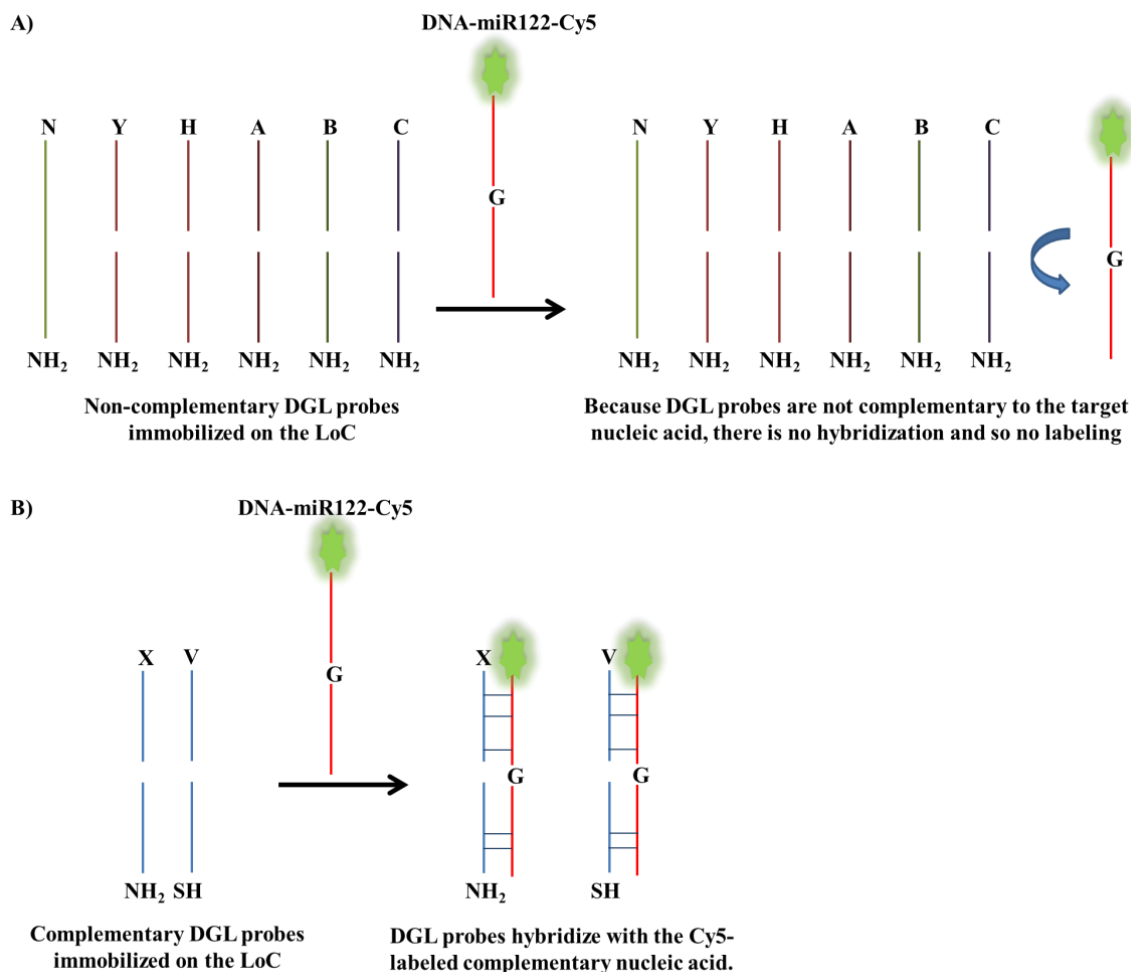 A)
DNA-miR122-Cy5
N Y H A B C
G
NH2 NH2 NH2 NH2 NH2 NH2
Non-complementary DGL probes
immobilized on the LoC
N Y H A B C
G
NH2 NH2 NH2 NH2 NH2 NH2
Because DGL probes are not complementary to the target
nucleic acid, there is no hybridization and so no labeling
B)
DNA-miR122-Cy5
X V
G
NH2 SH
Complementary DGL probes
immobilized on the LoC
X V
G G
NH2 SH
DGL probes hybridize with the Cy5-
labeled complementary nucleic acid.